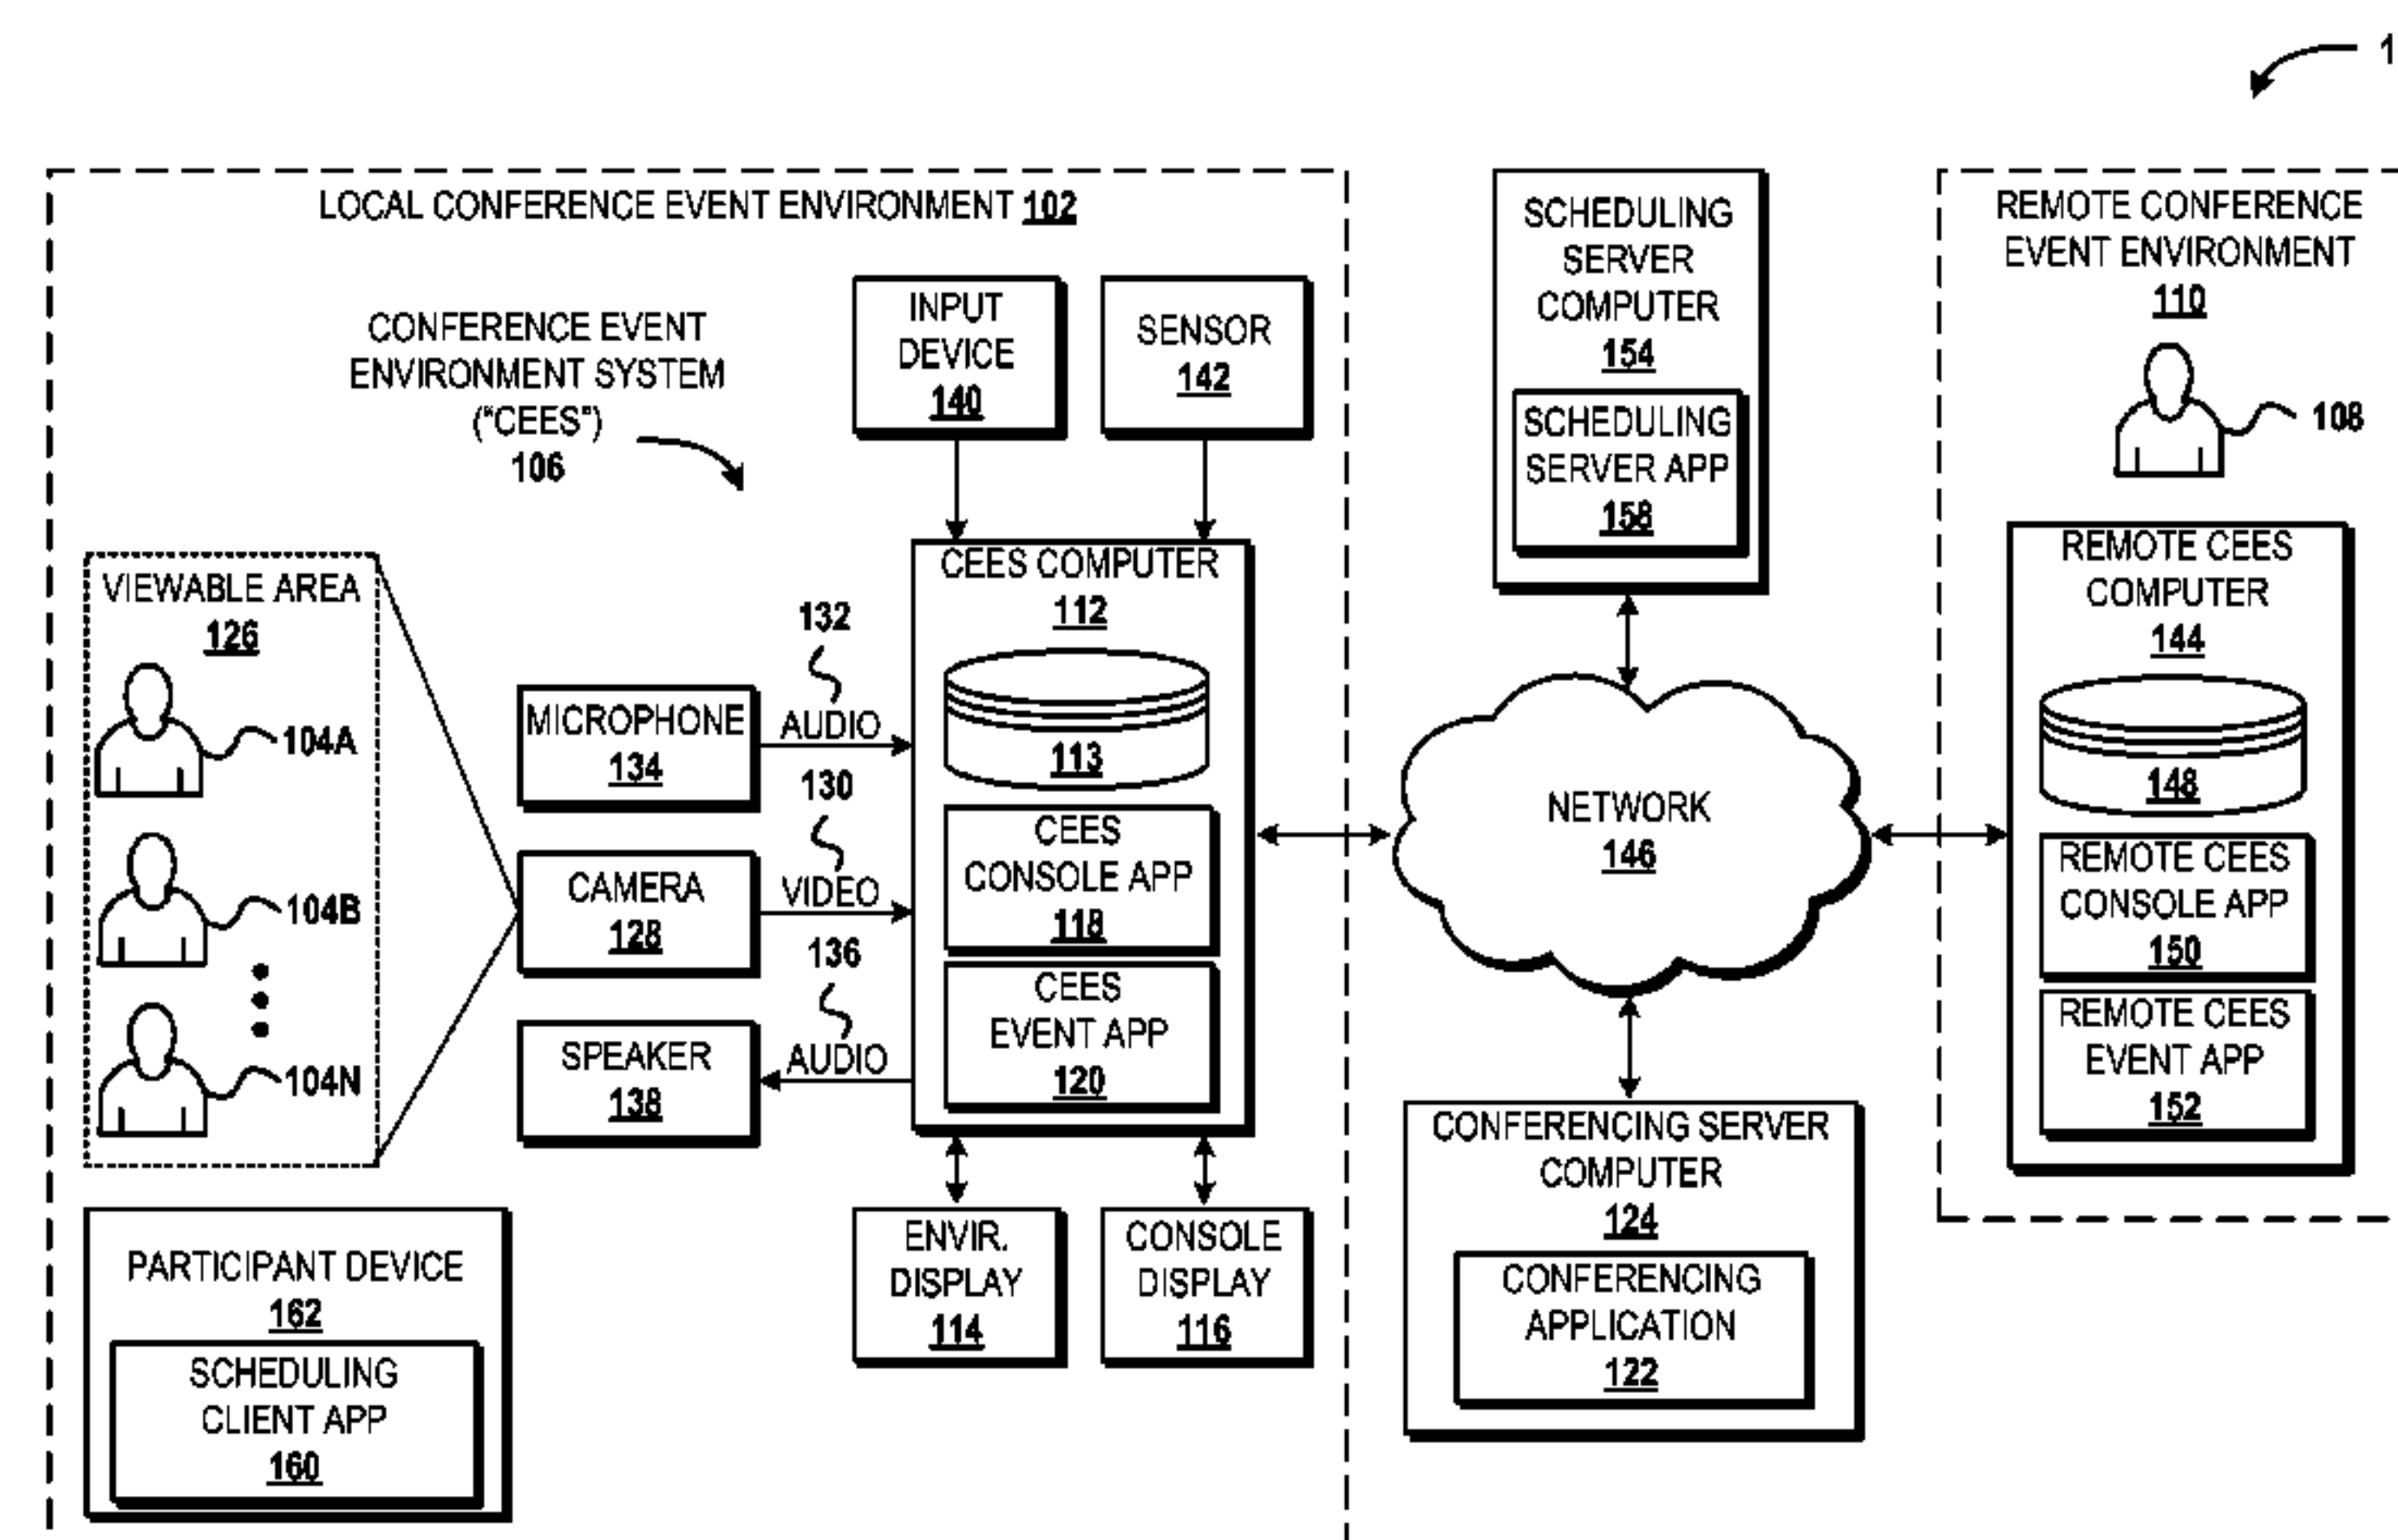 1
LOCAL CONFERENCE EVENT ENVIRONMENT 102
CONFERENCE EVENT
ENVIRONMENT SYSTEM
("CEES")
106
INPUT
DEVICE
140
SENSOR
142
VIEWABLE AREA
126
104A
104B
104N
MICROPHONE
134
132
AUDIO
CAMERA
128
130
VIDEO
SPEAKER
138
136
AUDIO
CEES COMPUTER
112
113
CEES
CONSOLE APP
118
CEES
EVENT APP
120
PARTICIPANT DEVICE
162
SCHEDULING
CLIENT APP
160
ENVIR.
DISPLAY
114
CONSOLE
DISPLAY
116
SCHEDULING
SERVER
COMPUTER
154
SCHEDULING
SERVER APP
158
NETWORK
146
CONFERENCING SERVER
COMPUTER
124
CONFERENCING
APPLICATION
122
REMOTE CONFERENCE
EVENT ENVIRONMENT
110
108
REMOTE CEES
COMPUTER
144
148
REMOTE CEES
CONSOLE APP
150
REMOTE CEES
EVENT APP
152